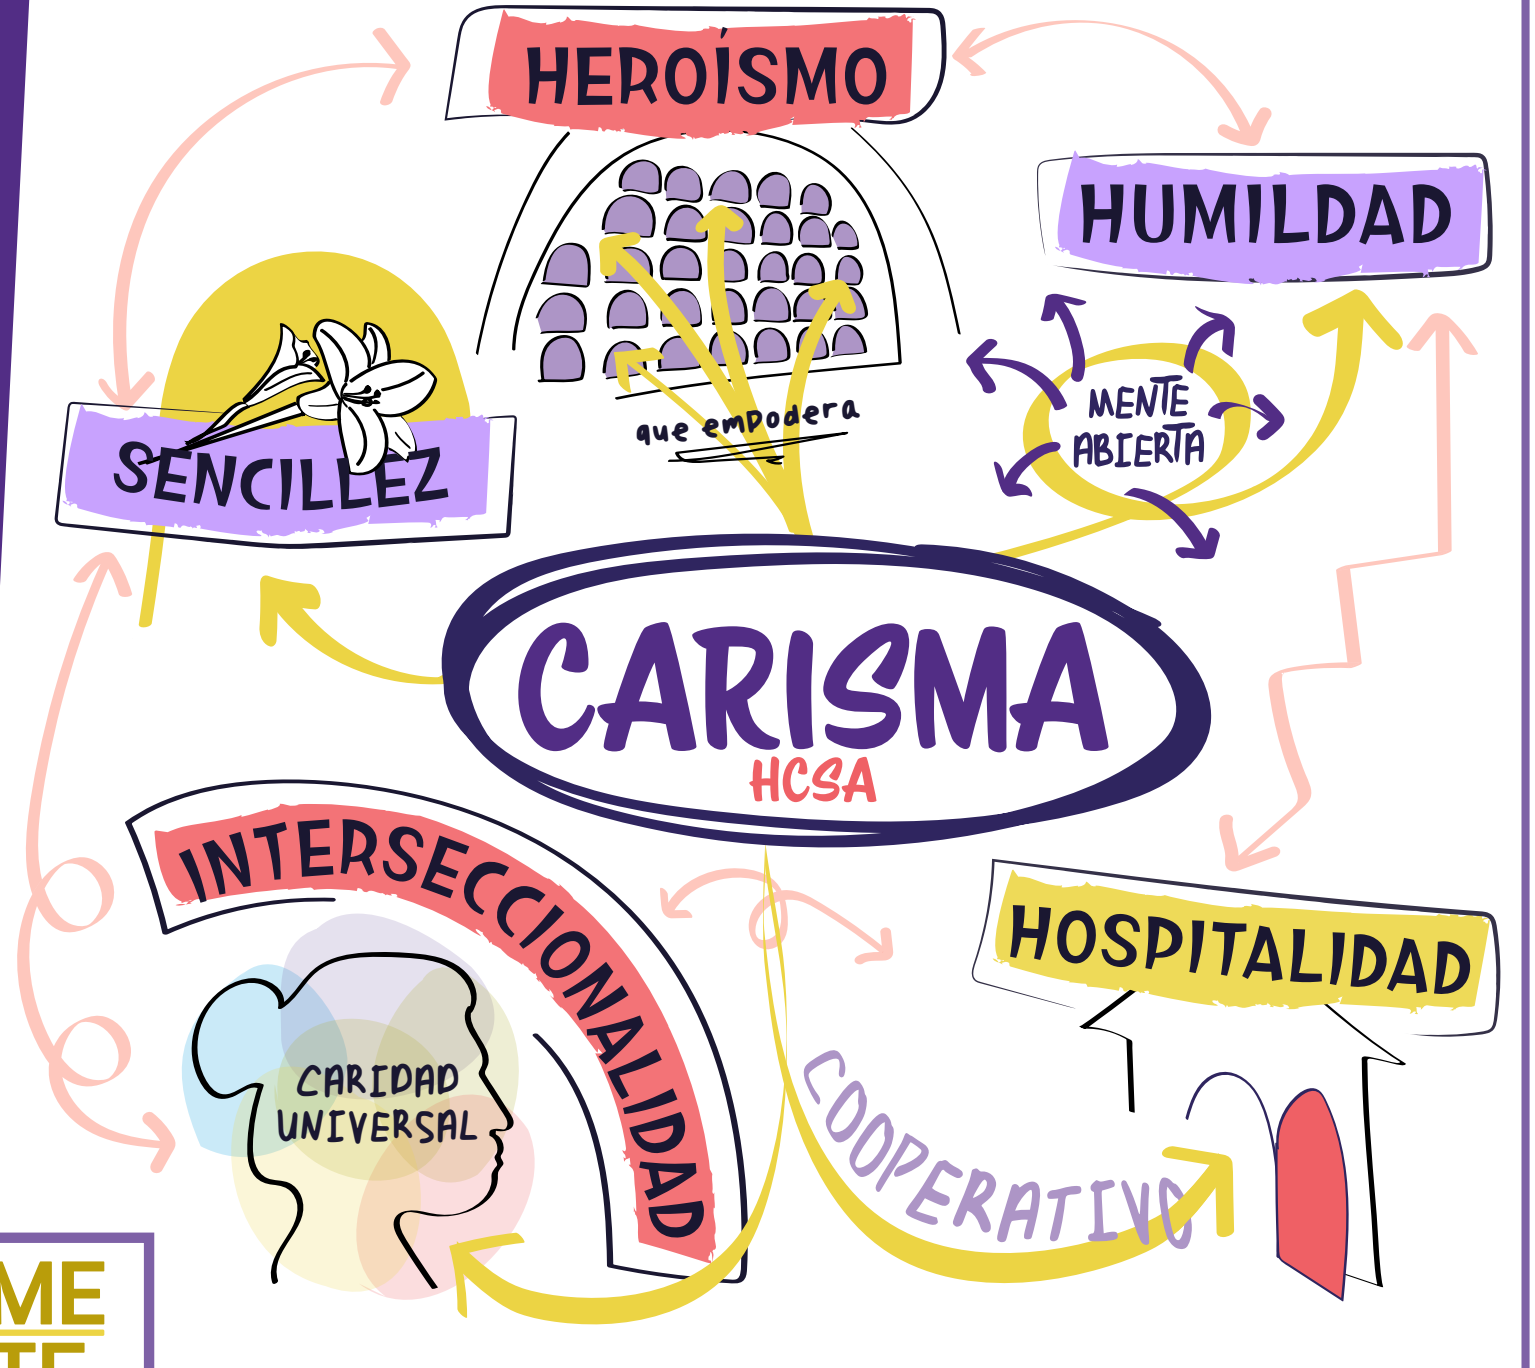 HEROÍSMO
HUMILDAD
MENTE
ABIERTA
que emPodera
SENCILLEZ
CARISMA
HCSA
INTERSECCIONALIDAD
CARIDAD
UNIVERSAL
HOSPITALIDAD
COOPERATIVO
ME